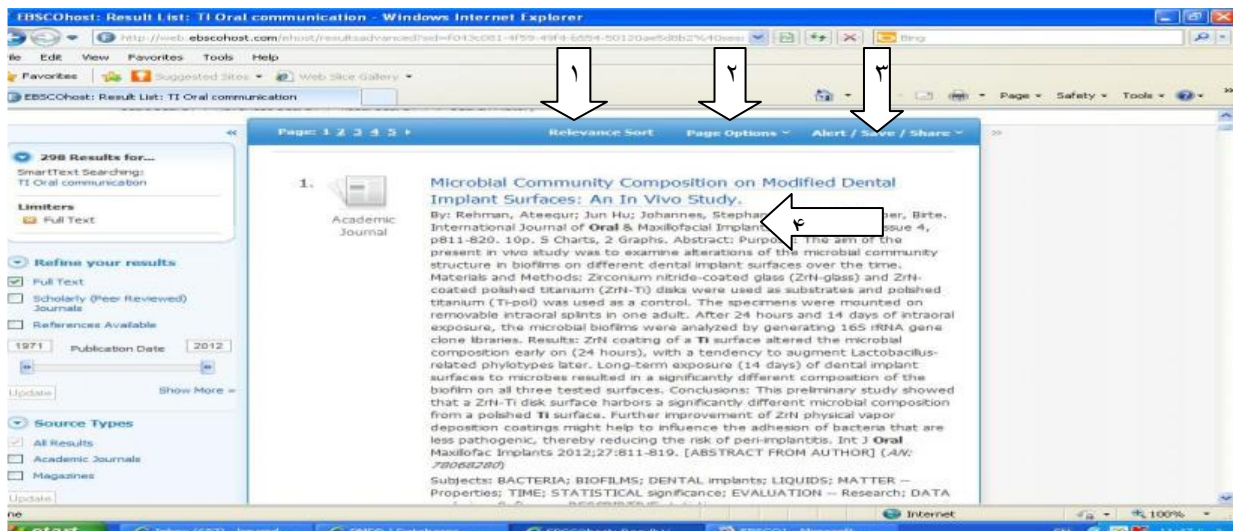 EBSCOhost: Result List: TI Oral communication - Windows Internet Explorer
http://web.ebscohost.com/ehost/resultsadvanced?
Bing
Edit View Favorites Tools Help
Favorites Suggested Sites Web Slice Gallery
EBSCOhost: Result List: TI Oral communication
Page Safety Tools
۱
۲
۳
Page: 1 2 3 4 5
Relevance Sort Page Options Alert / Save / Share
298 Results for...
SmartText Searching:
TI Oral communication
Limiters
Full Text
Refine your results
Full Text
Scholarly (Peer Reviewed) Journals
References Available
1971 Publication Date 2012
Update Show More
Source Types
All Results
Academic Journals
Magazines
Update
1.
Academic
Journal
Microbial Community Composition on Modified Dental
Implant Surfaces: An In Vivo Study.
By: Rehman, Ateequr; Jun Hu; Johannes, Birte.
International Journal of Oral & Maxillofacial Implant ssue 4,
p811-820. 10p. 5 Charts, 2 Graphs. Abstract: The aim of the
۴
present in vivo study was to examine alterations of the microbial community
structure in biofilms on different dental implant surfaces over the time.
Materials and Methods: Zirconium nitride-coated glass (ZrN-glass) and ZrN-
coated polished titanium (ZrN-Ti) disks were used as substrates and polished
titanium (Ti-pol) was used as a control. The specimens were mounted on
removable intraoral splints in one adult. After 24 hours and 14 days of intraoral
exposure, the microbial biofilms were analyzed by generating 16S rRNA gene
clone libraries. Results: ZrN coating of a Ti surface altered the microbial
composition early on (24 hours), with a tendency to augment Lactobacillus-
related phylotypes later. Long-term exposure (14 days) of dental implant
surfaces to microbes resulted in a significantly different composition of the
biofilm on all three tested surfaces. Conclusions: This preliminary study showed
that a ZrN-Ti disk surface harbors a significantly different microbial composition
from a polished Ti surface. Further improvement of ZrN physical vapor
deposition coatings might help to influence the adhesion of bacteria that are
less pathogenic, thereby reducing the risk of peri-implantitis. Int J Oral
Maxillofac Implants 2012;27:811-819. [ABSTRACT FROM AUTHOR] (AN:
78068280)
Subjects: BACTERIA; BIOFILMS; DENTAL implants; LIQUIDS; MATTER --
Properties; TIME; STATISTICAL significance; EVALUATION -- Research; DATA
Internet 100%
start